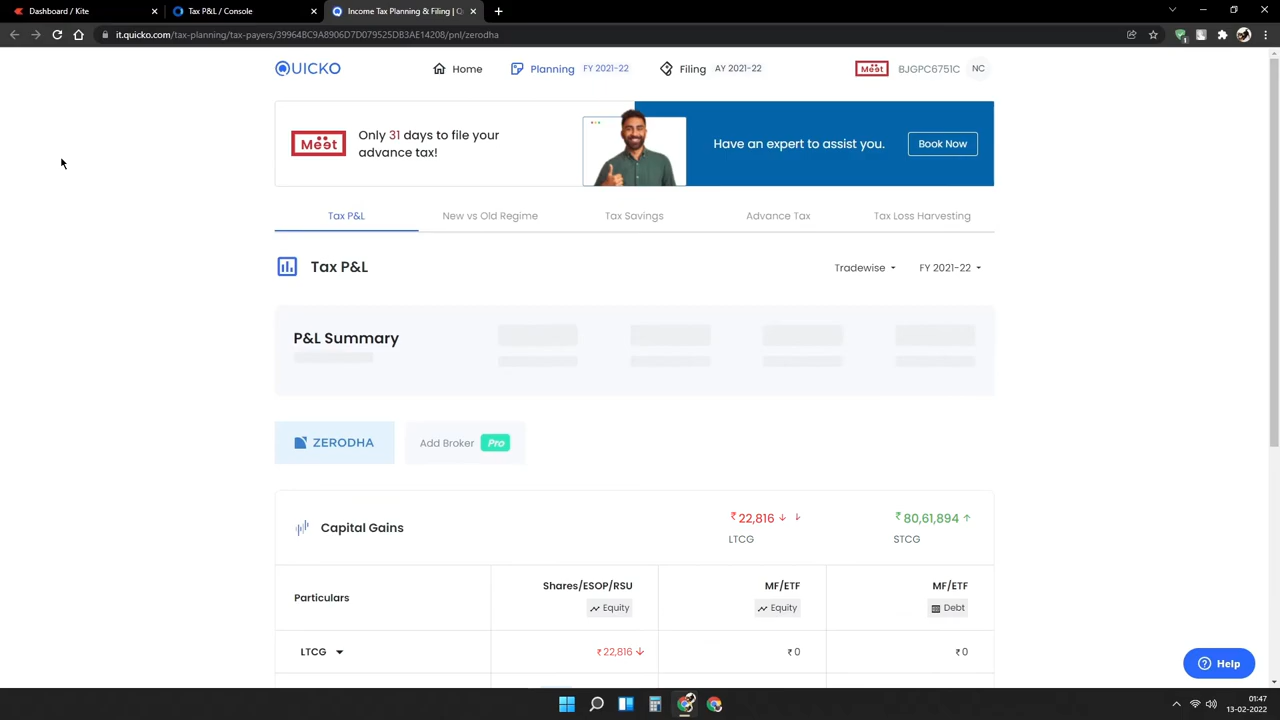 Dashboard / Kite
Tax P&L / Console
Income Tax Planning & Filing | Q
it.quicko.com/tax-planning/tax-payers/39964BC9A8906D7D079525DB3AE14208/pnl/zerodha
QUICKO
Home
Planning FY 2021-22
Filing AY 2021-22
Meet
BJGPC6751C
NC
Meet
Only 31 days to file your
advance tax!
Have an expert to assist you.
Book Now
Tax P&L
New vs Old Regime
Tax Savings
Advance Tax
Tax Loss Harvesting
Tax P&L
Tradewise
FY 2021-22
P&L Summary
ZERODHA
Add Broker Pro
Capital Gains
₹22,816
LTCG
₹80,61,894
STCG
Particulars
Shares/ESOP/RSU
Equity
MF/ETF
Equity
MF/ETF
Debt
LTCG
₹22,816
₹0
₹0
Help
01:47
13-02-2022